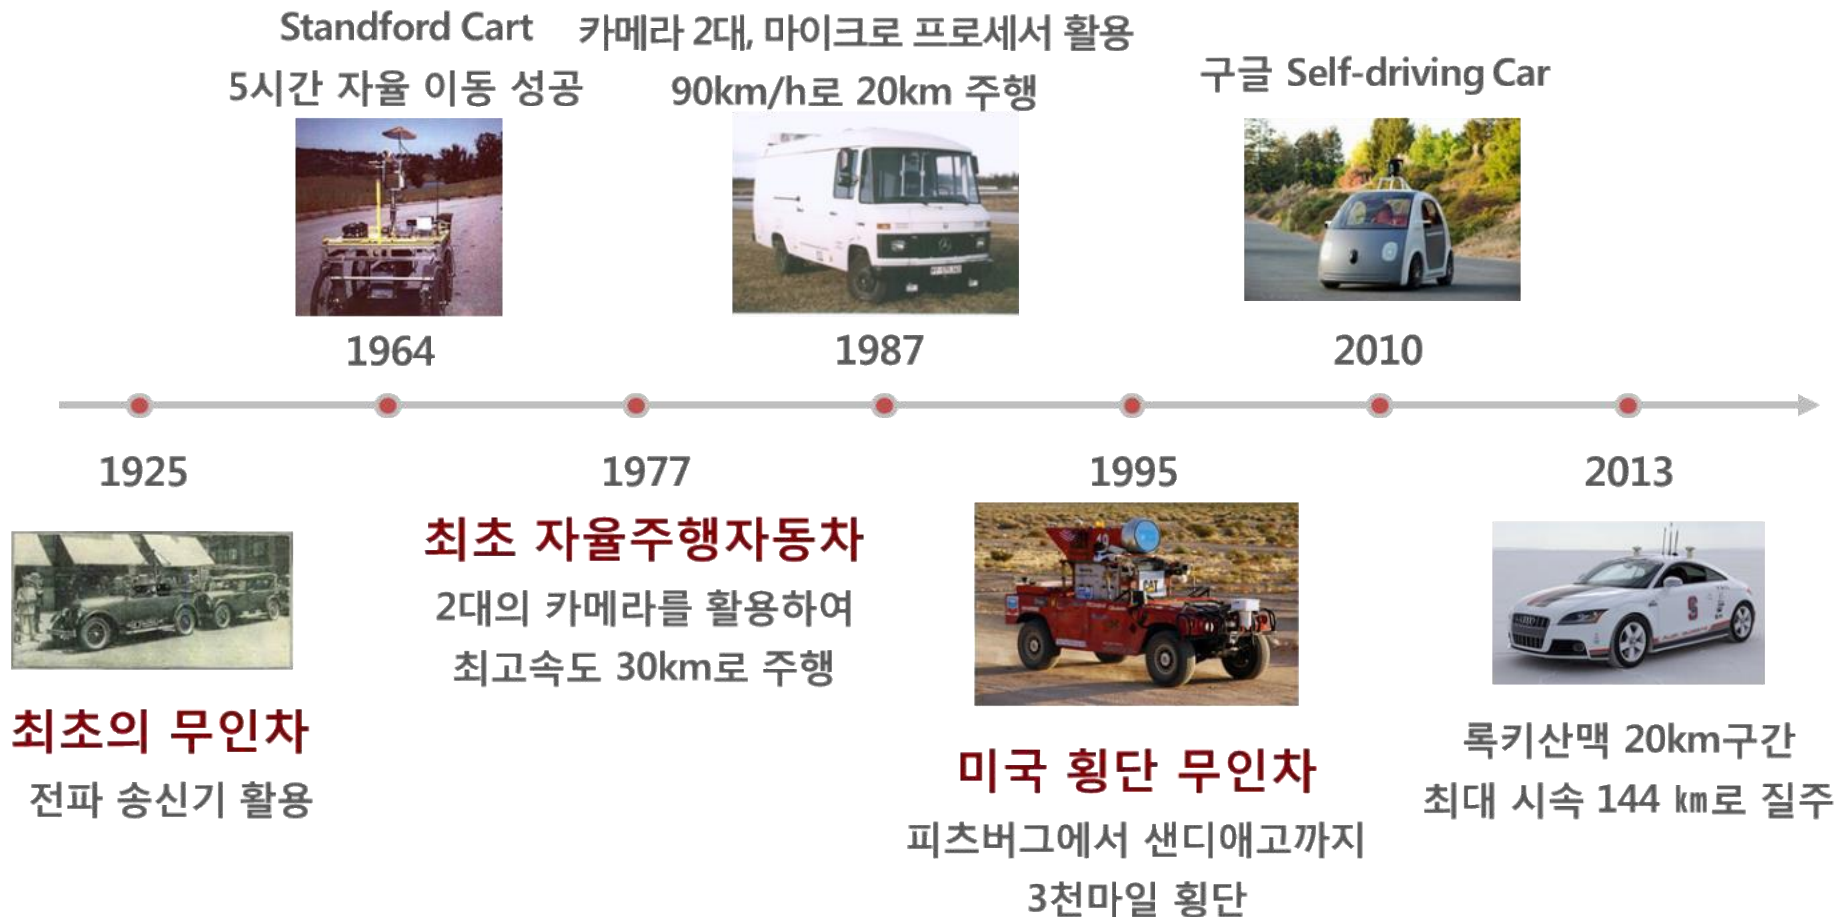 Standford Cart
5시간 자율 이동 성공
1964
카메라 2대, 마이크로 프로세서 활용
90km/h로 20km 주행
1987
구글 Self-driving Car
2010
1925
최초의 무인차
전파 송신기 활용
1977
최초 자율주행자동차
2대의 카메라를 활용하여
최고속도 30km로 주행
1995
40
CAT
미국 횡단 무인차
피츠버그에서 샌디애고까지
3천마일 횡단
2013
S
록키산맥 20km구간
최대 시속 144 ㎞로 질주